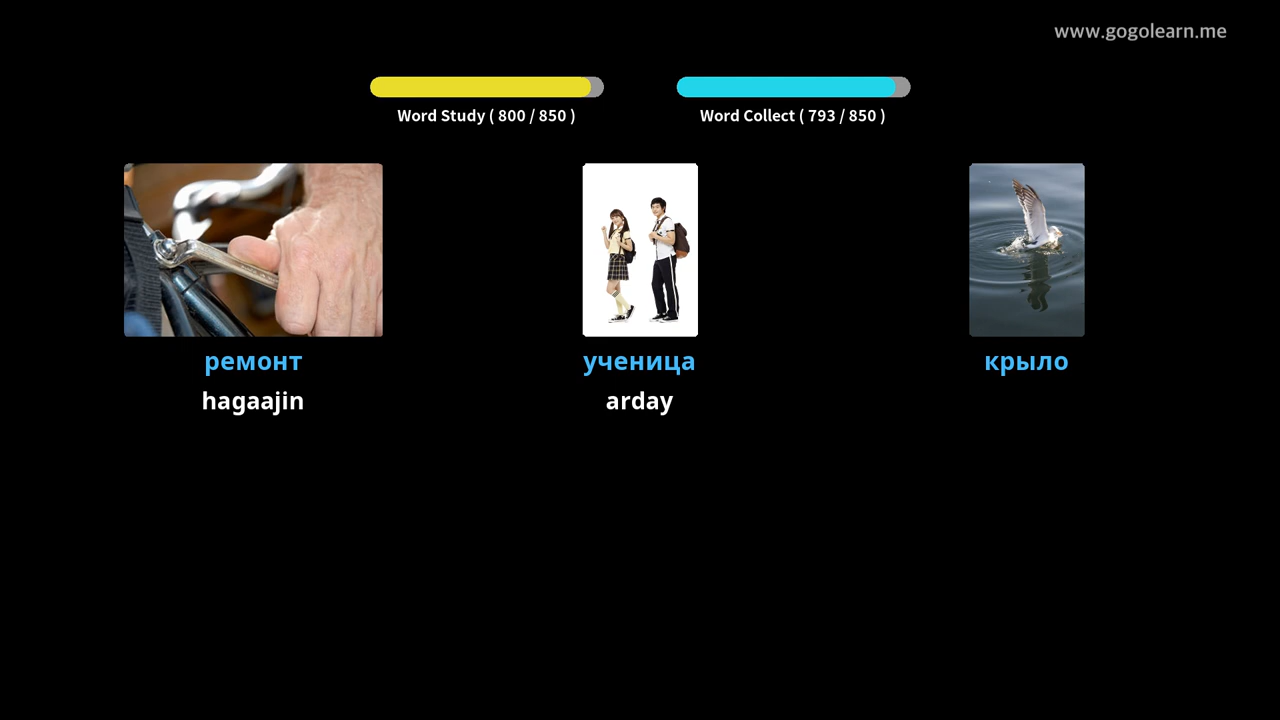 www.gogolearn.me
Word Study ( 800 / 850 )
Word Collect ( 793 / 850 )
ремонт
hagaajin
ученица
arday
крыло